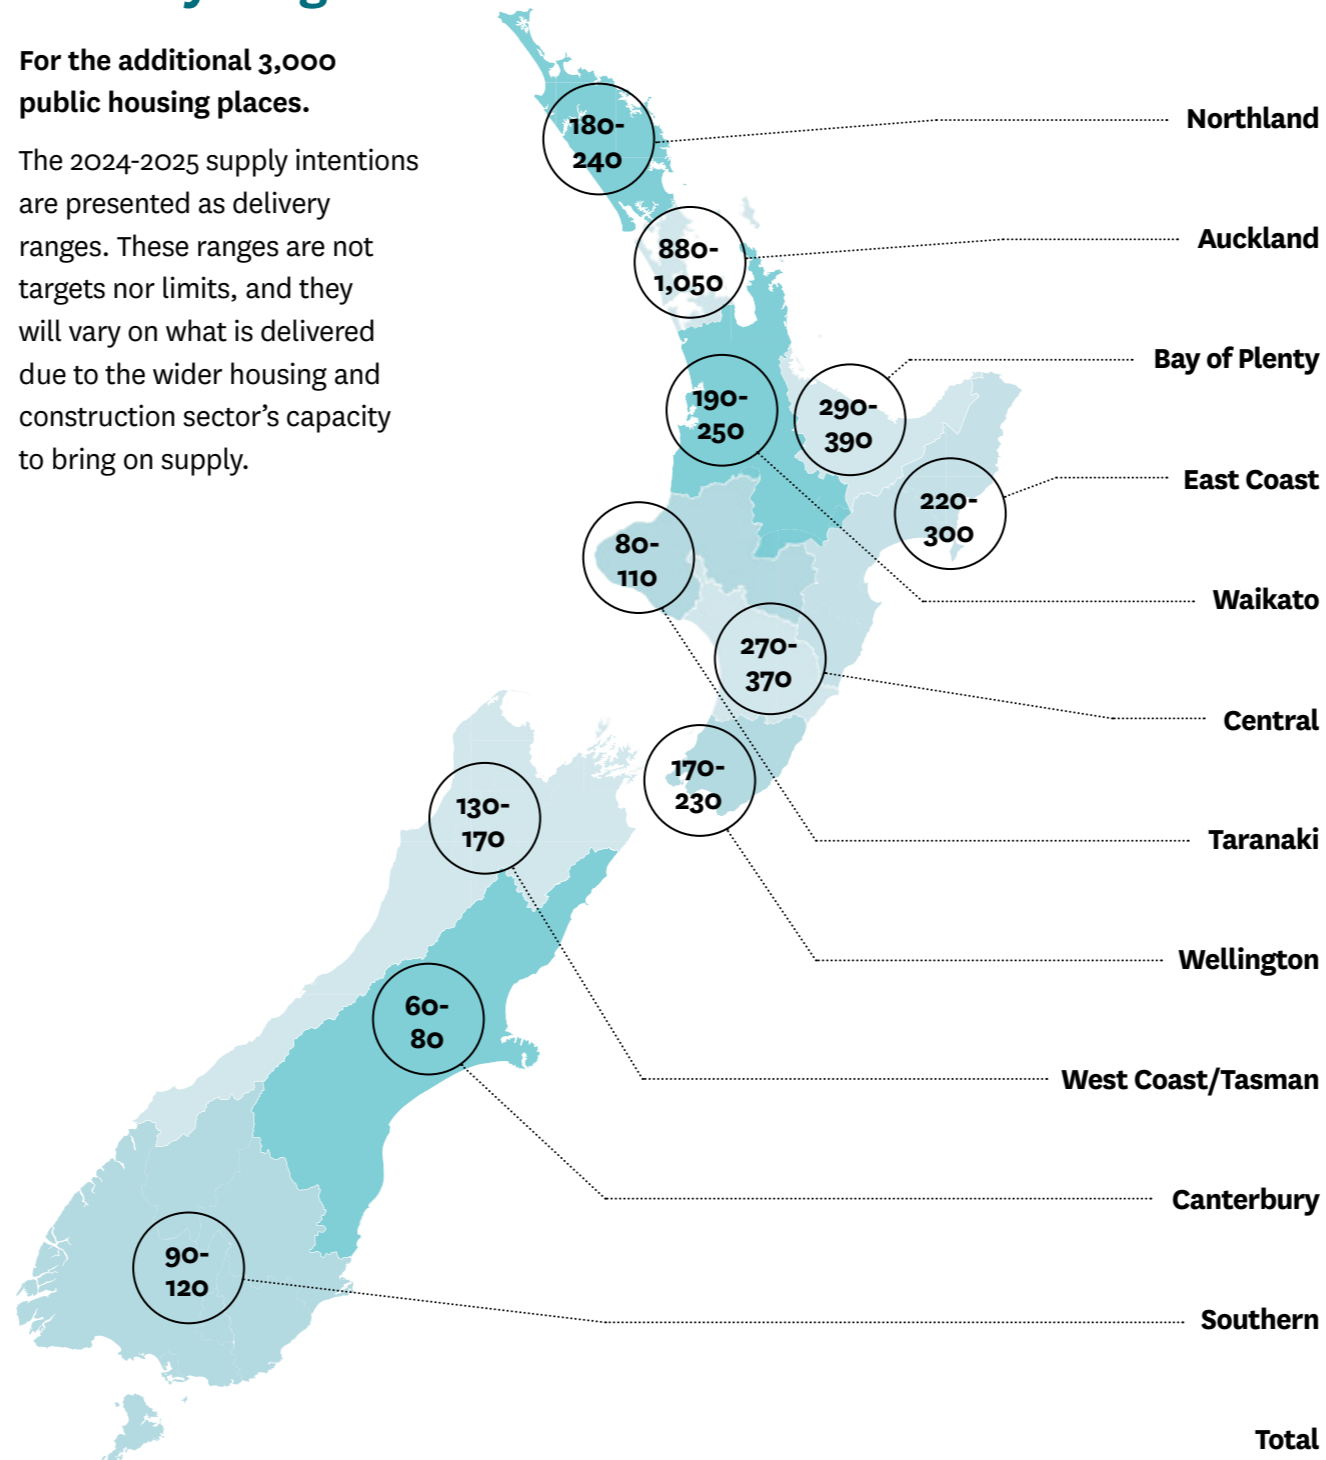 For the additional 3,000
public housing places.
The 2024-2025 supply intentions
are presented as delivery
ranges. These ranges are not
targets nor limits, and they
will vary on what is delivered
due to the wider housing and
construction sector’s capacity
to bring on supply.
180-
240
Northland
880-
1,050
Auckland
Bay of Plenty
190-
250
290-
390
East Coast
220-
300
80-
110
Waikato
270-
370
Central
170-
230
Taranaki
130-
170
Wellington
60-
80
West Coast/Tasman
Canterbury
90-
120
Southern
Total